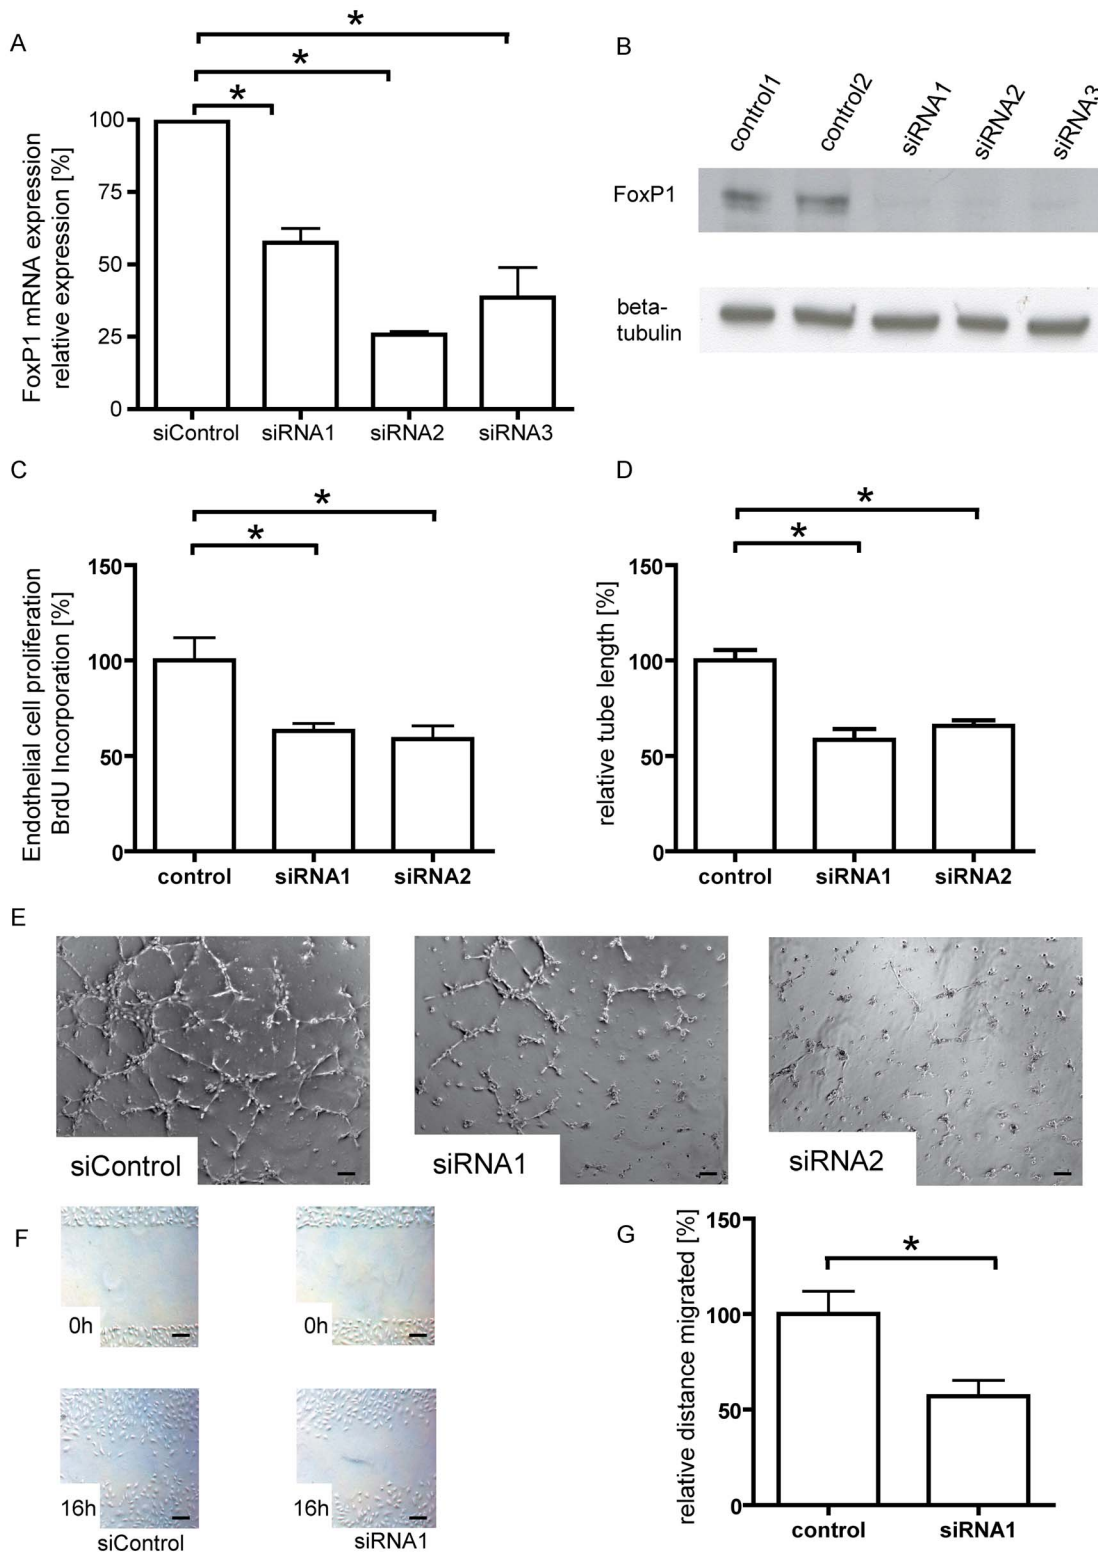 A
*
*
*
FoxP1 mRNA expression
relative expression [%]
100
75
50
25
0
siControl
siRNA1
siRNA2
siRNA3
B
control1
control2
siRNA1
siRNA2
siRNA3
FoxP1
beta-
tubulin
C
*
*
Endothelial cell proliferation
BrdU Incorporation [%]
150
100
50
0
control
siRNA1
siRNA2
D
*
*
relative tube length [%]
150
100
50
0
control
siRNA1
siRNA2
E
siControl
siRNA1
siRNA2
F
0h
0h
16h
16h
siControl
siRNA1
G
*
relative distance migrated [%]
150
100
50
0
control
siRNA1